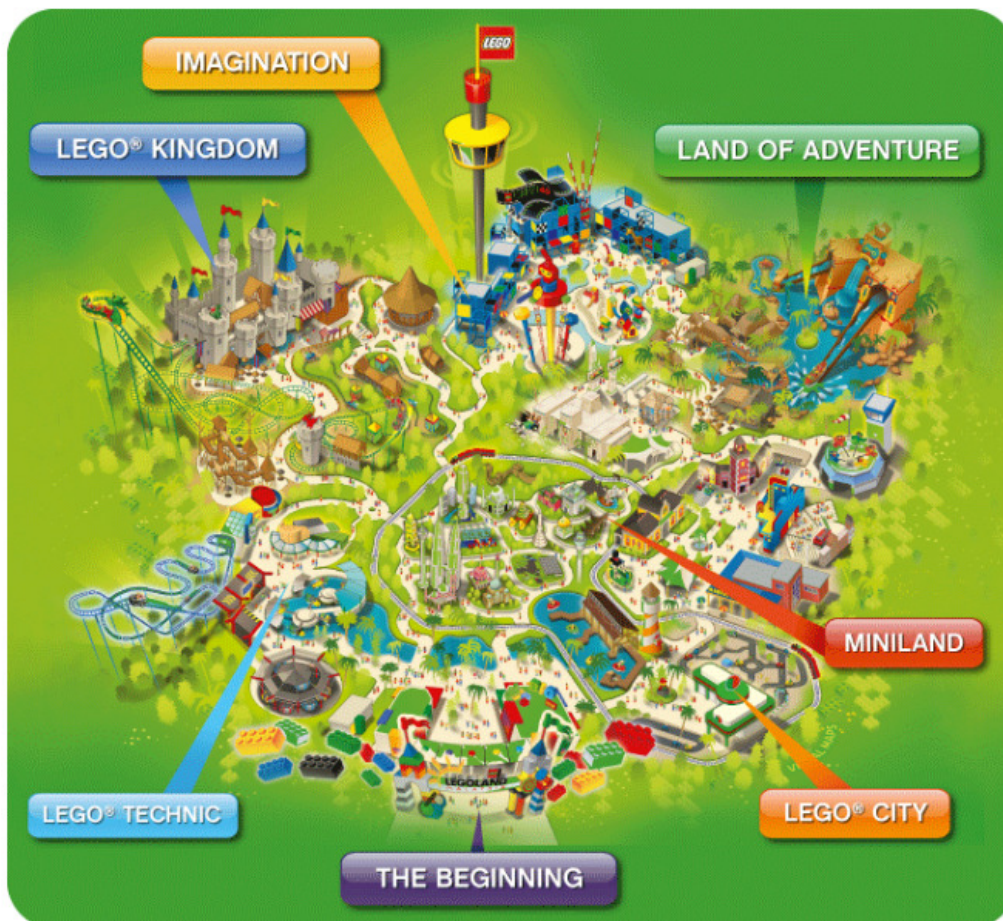 LEGO
IMAGINATION
LEGO® KINGDOM
LAND OF ADVENTURE
MINILAND
LEGOLAND
LEGO® TECHNIC
LEGO® CITY
THE BEGINNING